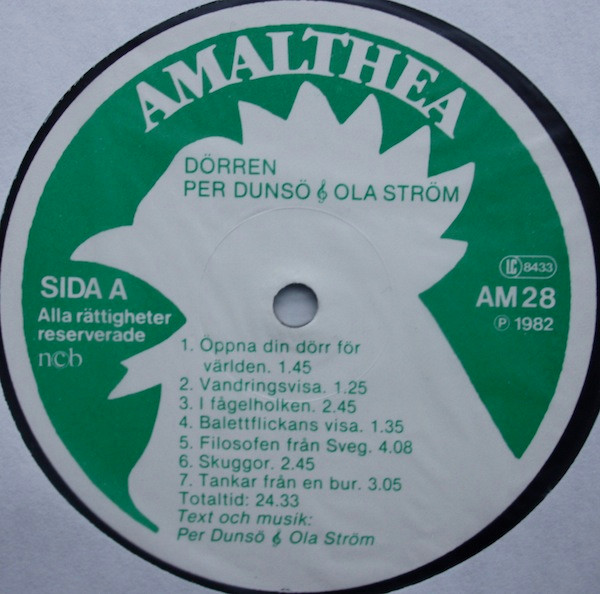 AMALTHEA
DÖRREN
PER DUNSÖ & OLA STRÖM
LC 8433
SIDA A
AM 28
Alla rättigheter
reserverade
℗ 1982
ncb
1. Öppna din dörr för
världen. 1.45
2. Vandringsvisa. 1.25
3. I fågelholken. 2.45
4. Balettflickans visa. 1.35
5. Filosofen från Sveg. 4.08
6. Skuggor. 2.45
7. Tankar från en bur. 3.05
Totaltid: 24.33
Text och musik:
Per Dunsö & Ola Ström